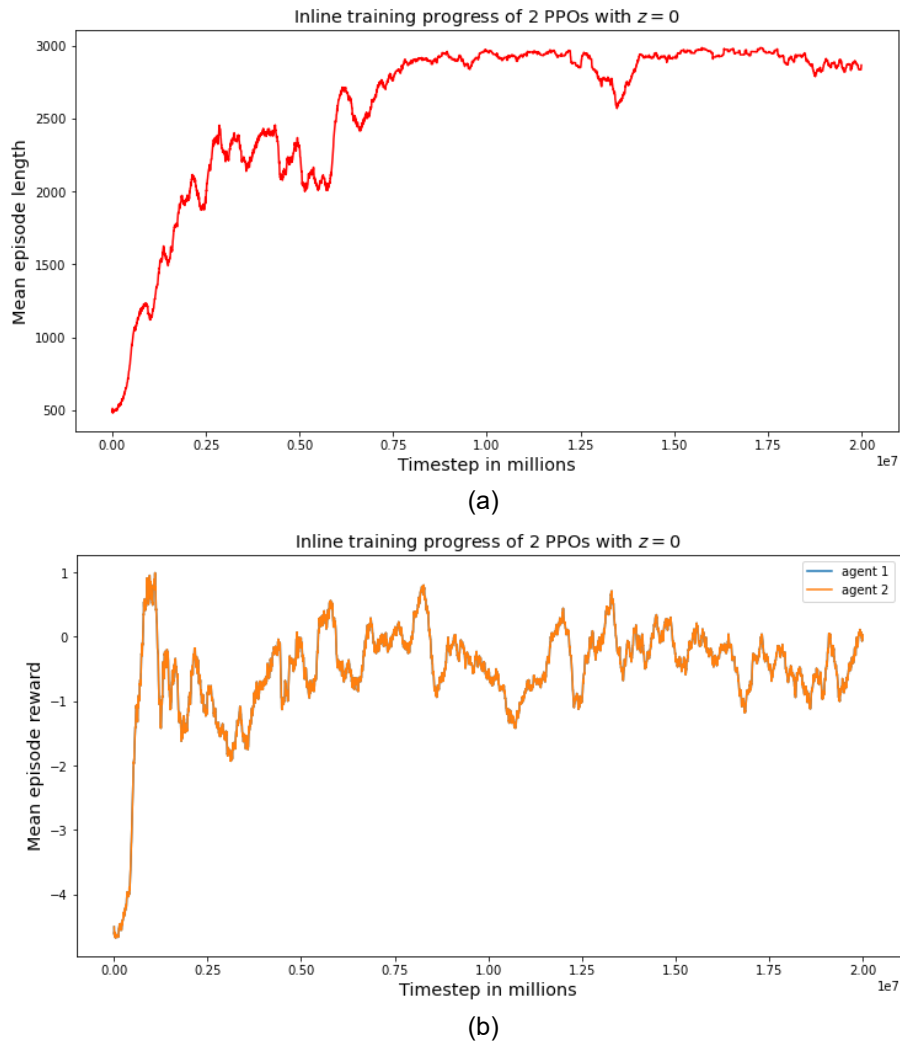 Inline training progress of 2 PPOs with z = 0
Mean episode length
3000
2500
2000
1500
1000
500
0.00 0.25 0.50 0.75 1.00 1.25 1.50 1.75 2.00
1e7
Timestep in millions
(a)
Inline training progress of 2 PPOs with z = 0
agent 1
agent 2
Mean episode reward
1
0
−1
−2
−3
−4
0.00 0.25 0.50 0.75 1.00 1.25 1.50 1.75 2.00
1e7
Timestep in millions
(b)